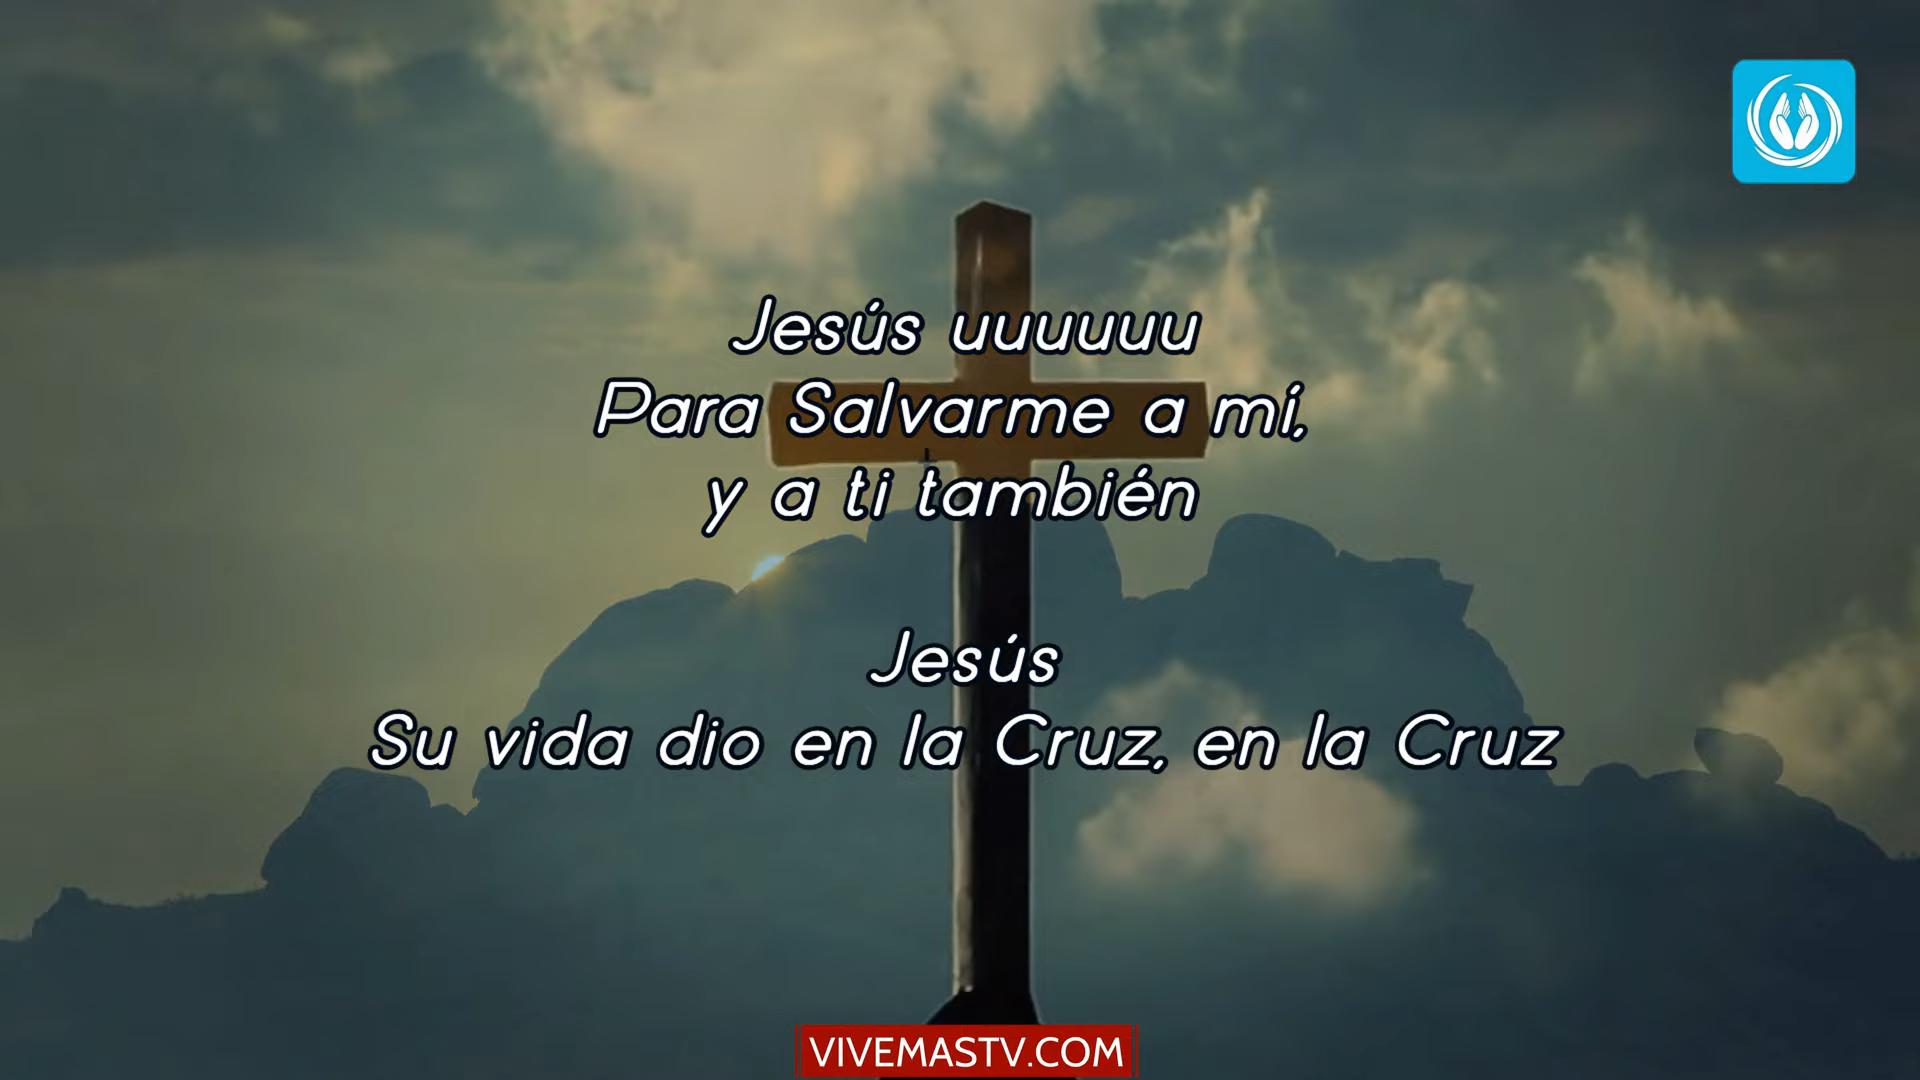 Jesús uuuuuu
Para Salvarme a mí,
y a ti también
Jesús
Su vida dio en la Cruz, en la Cruz
VIVEMASTV.COM